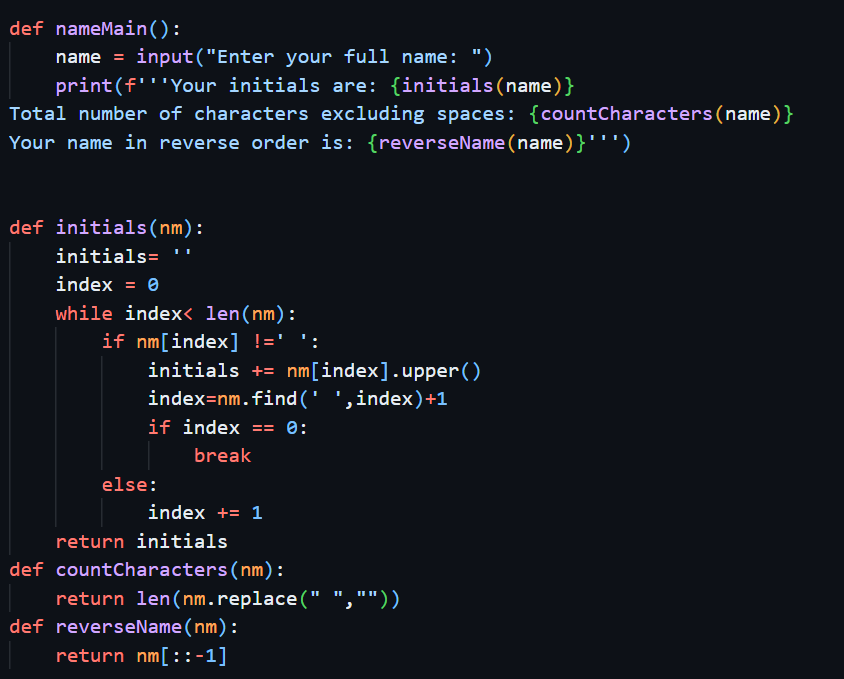 def nameMain():
    name = input("Enter your full name: ")
    print(f'''Your initials are: {initials(name)}
Total number of characters excluding spaces: {countCharacters(name)}
Your name in reverse order is: {reverseName(name)}''')
def initials(nm):
    initials= ''
    index = 0
    while index< len(nm):
        if nm[index] !=' ':
            initials += nm[index].upper()
            index=nm.find(' ',index)+1
            if index == 0:
                break
        else:
            index += 1
    return initials
def countCharacters(nm):
    return len(nm.replace(" ",""))
def reverseName(nm):
    return nm[::-1]